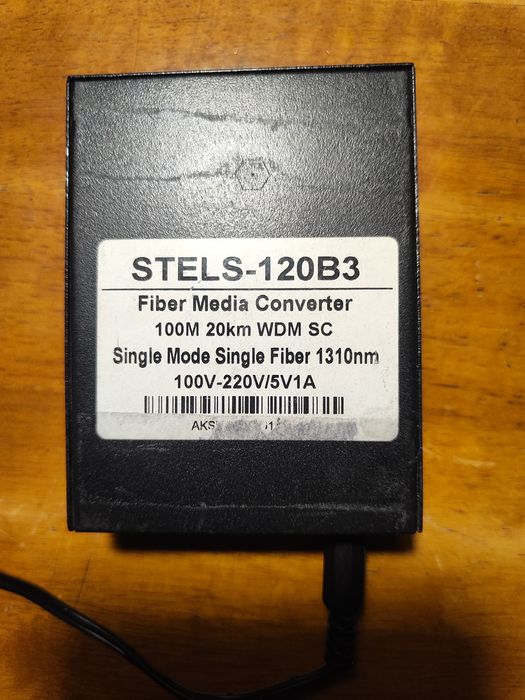 STELS-120B3
Fiber Media Converter
100M 20km WDM SC
Single Mode Single Fiber 1310nm
100V-220V/5V1A